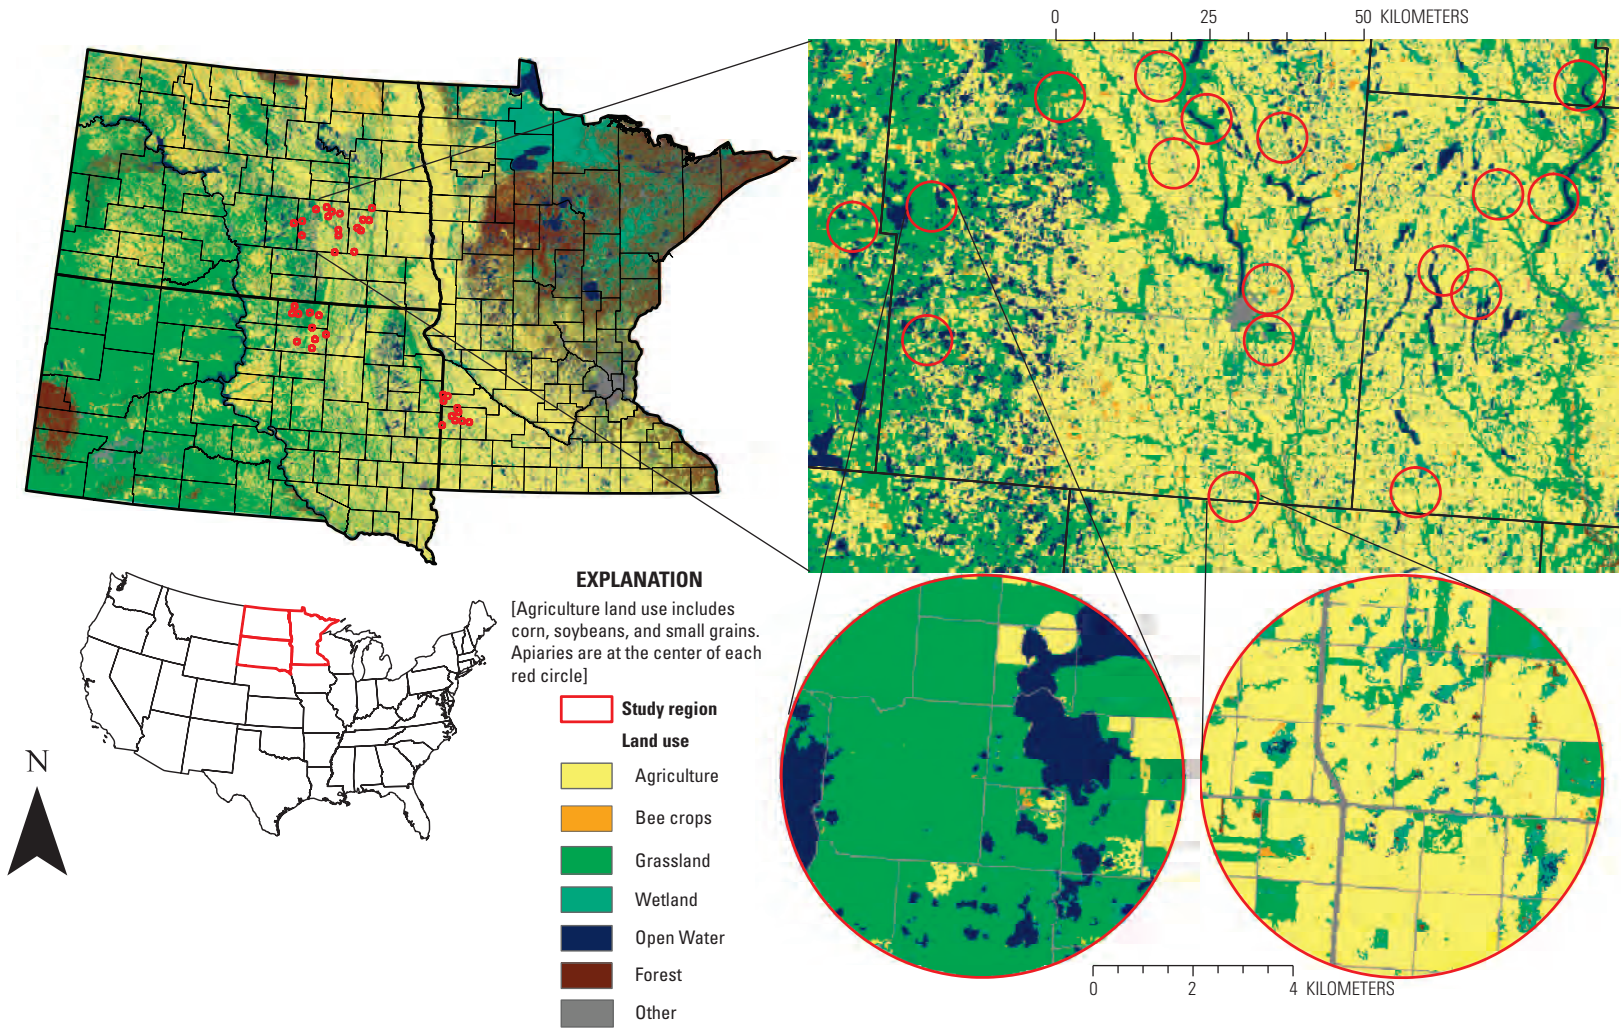 0 25 50 KILOMETERS
EXPLANATION
[Agriculture land use includes
corn, soybeans, and small grains.
Apiaries are at the center of each
red circle]
Study region
Land use
Agriculture
Bee crops
Grassland
Wetland
Open Water
Forest
Other
N
0 2 4 KILOMETERS